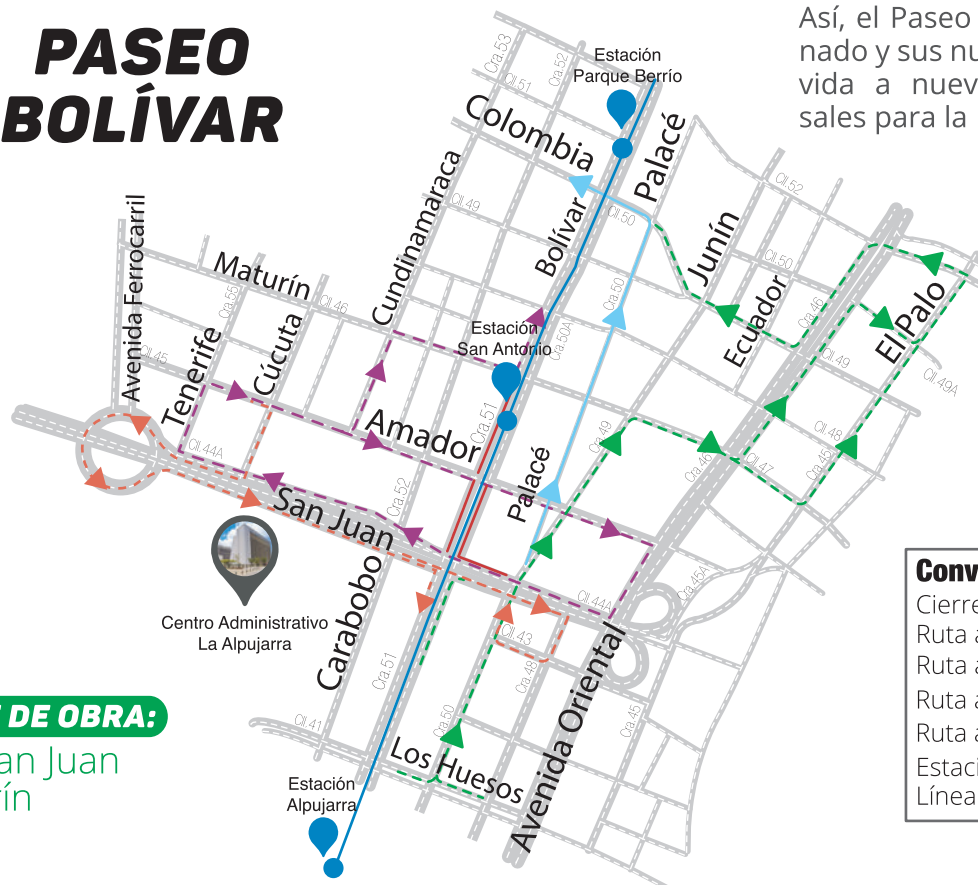 PASEO
BOLÍVAR
Así, el Paseo
nado y sus nu
vida a nuev
sales para la
Estación
Parque Berrío
Cra.53
Cra.52
Cll.51
Colombia
Palacé
Cundinamaraca
Cll.49
Bolívar
Cll.50
Junín
Cll.52
Cll.50
Ecuador
Cra.46
El Palo
Cll.49
Cll.49A
Avenida Ferrocarril
Maturín
Cra.55
Cll.46
Cúcuta
Tenerife
Cll.45
Estación
San Antonio
Cra.50A
Cra.50
Cra.51
Amador
Cll.44A
Cra.52
Palacé
Cra.49
Cra.46
Cll.47
Cll.48
Cra.45
San Juan
Centro Administrativo
La Alpujarra
Carabobo
Cra.51
Cll.44A
Cra.45A
Cll.43
Cra.48
Avenida Oriental
Cra.45
Cll.41
Cra.50
Los Huesos
Estación
Alpujarra
DE OBRA:
an Juan
ín
Conv
Cierre
Ruta a
Ruta a
Ruta a
Ruta a
Estaci
Línea